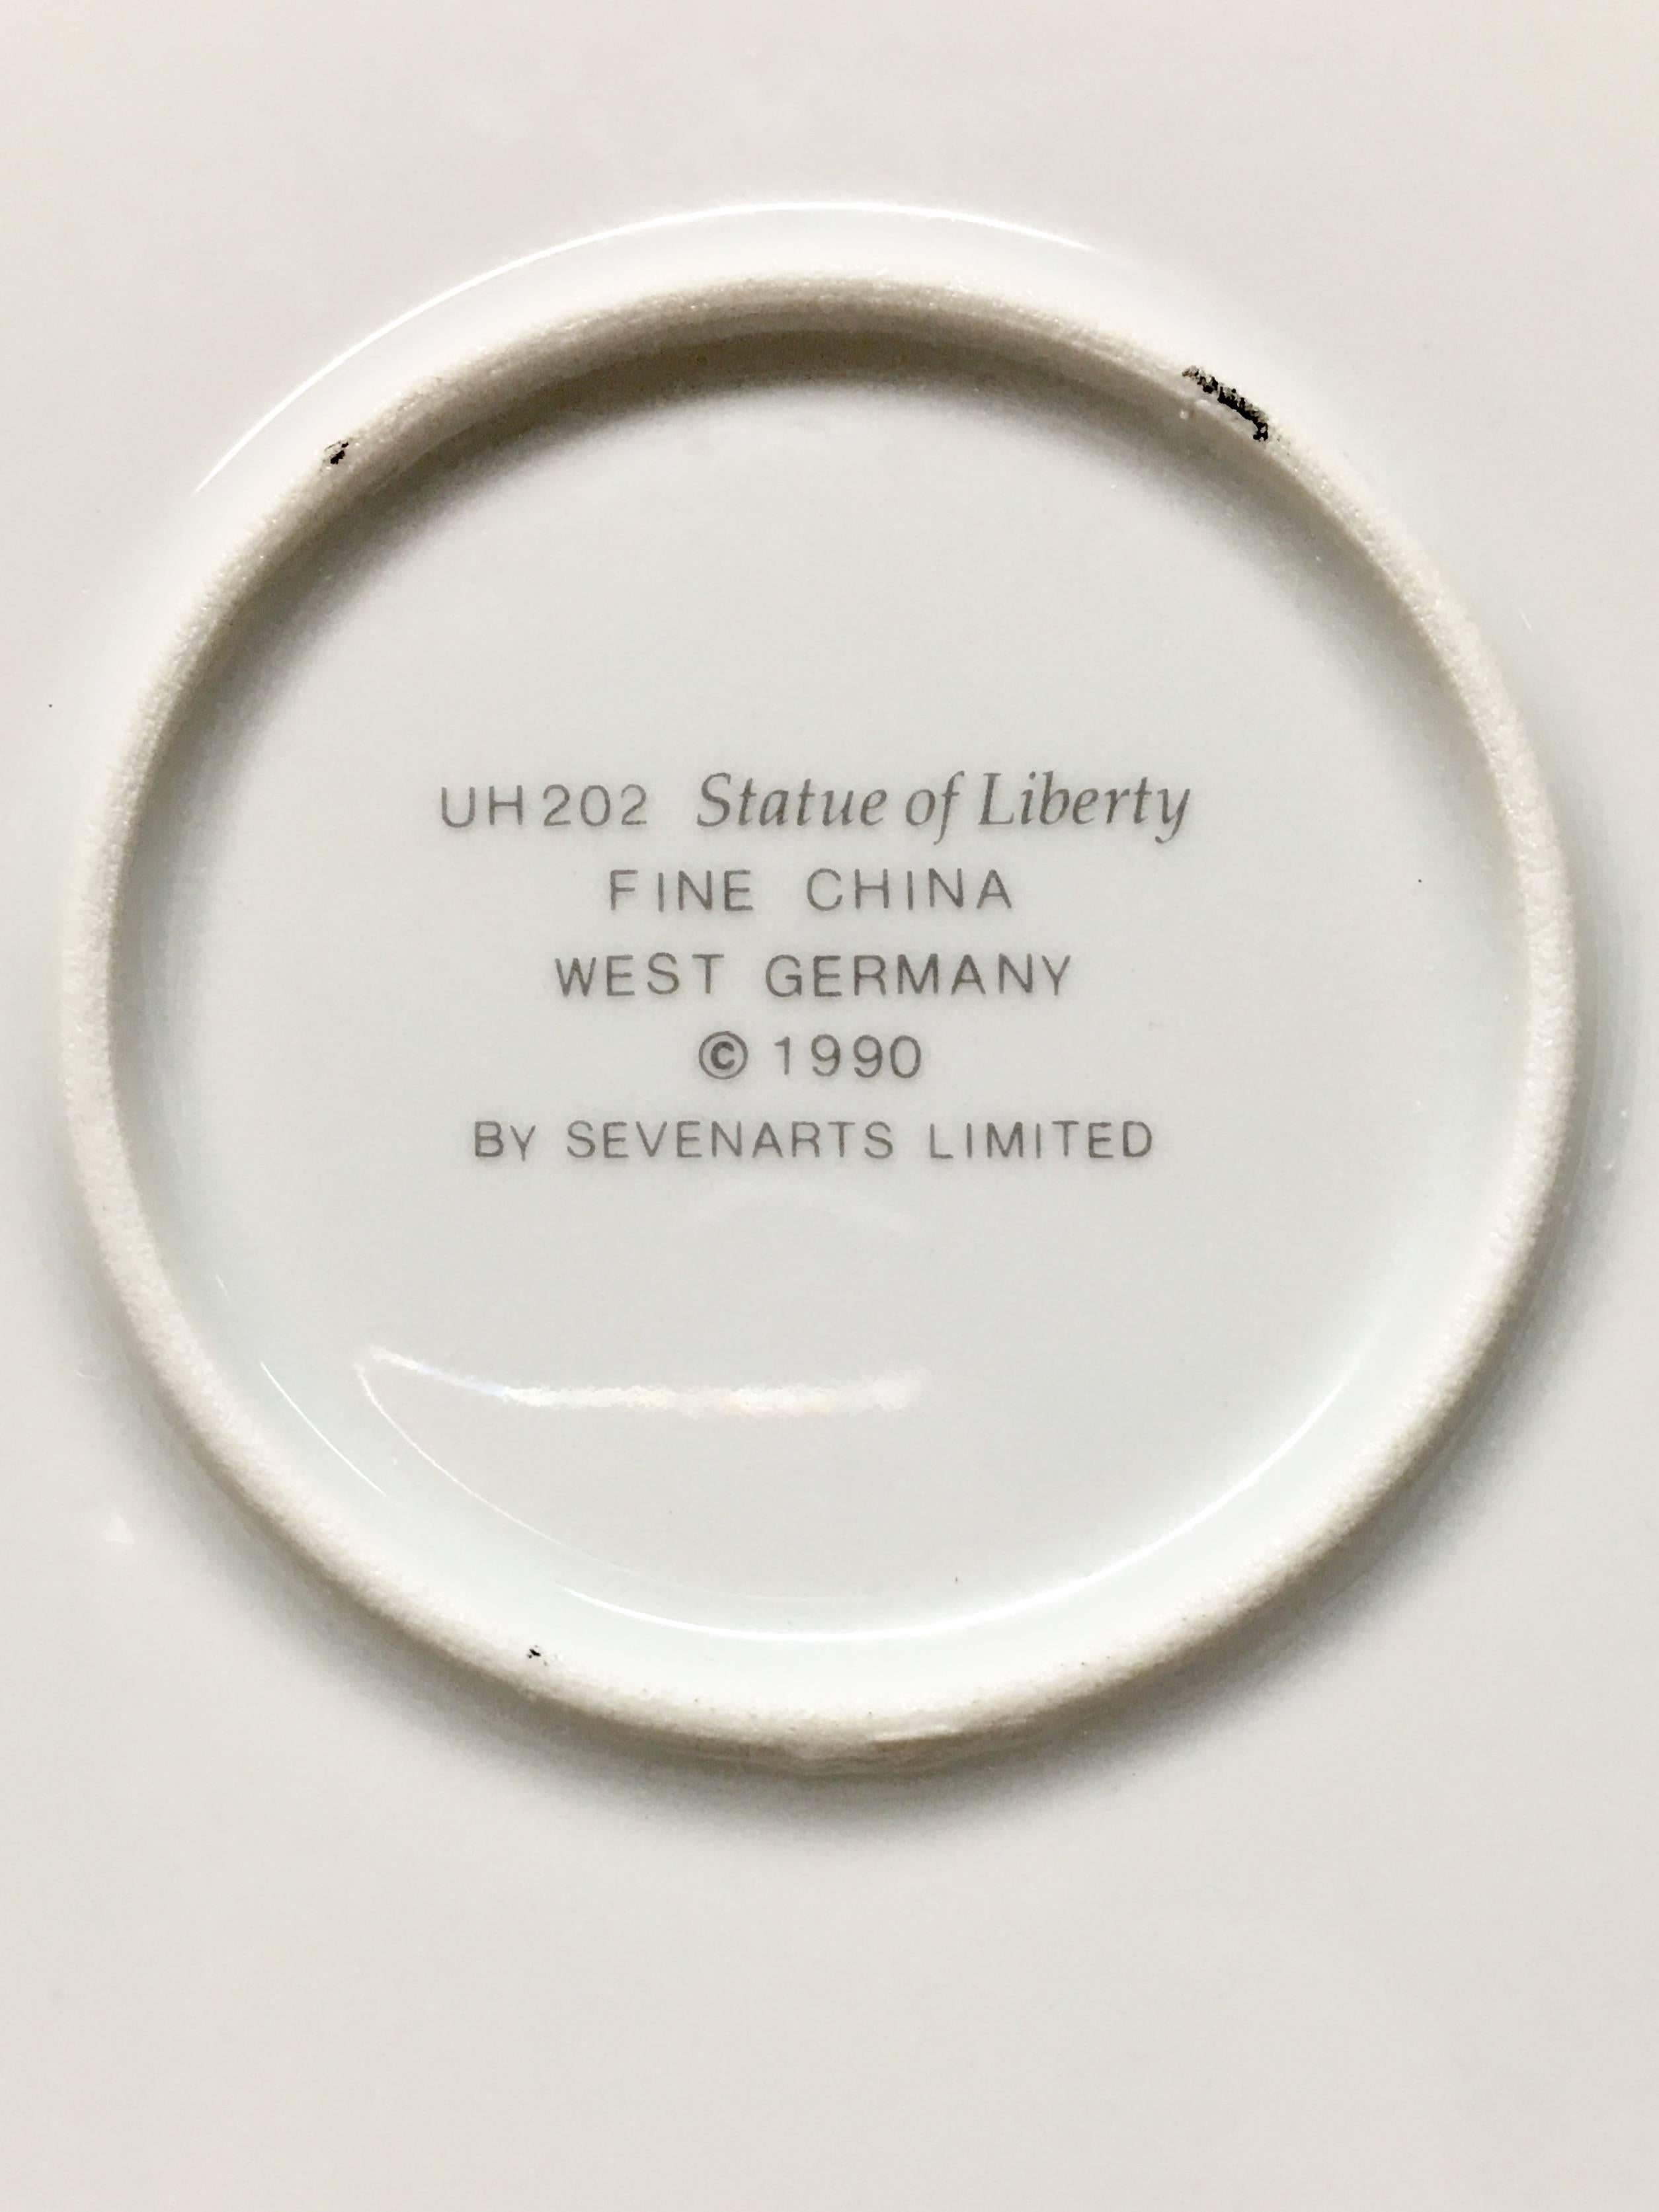 UH202 Statue of Liberty
FINE CHINA
WEST GERMANY
© 1990
BY SEVENARTS LIMITED